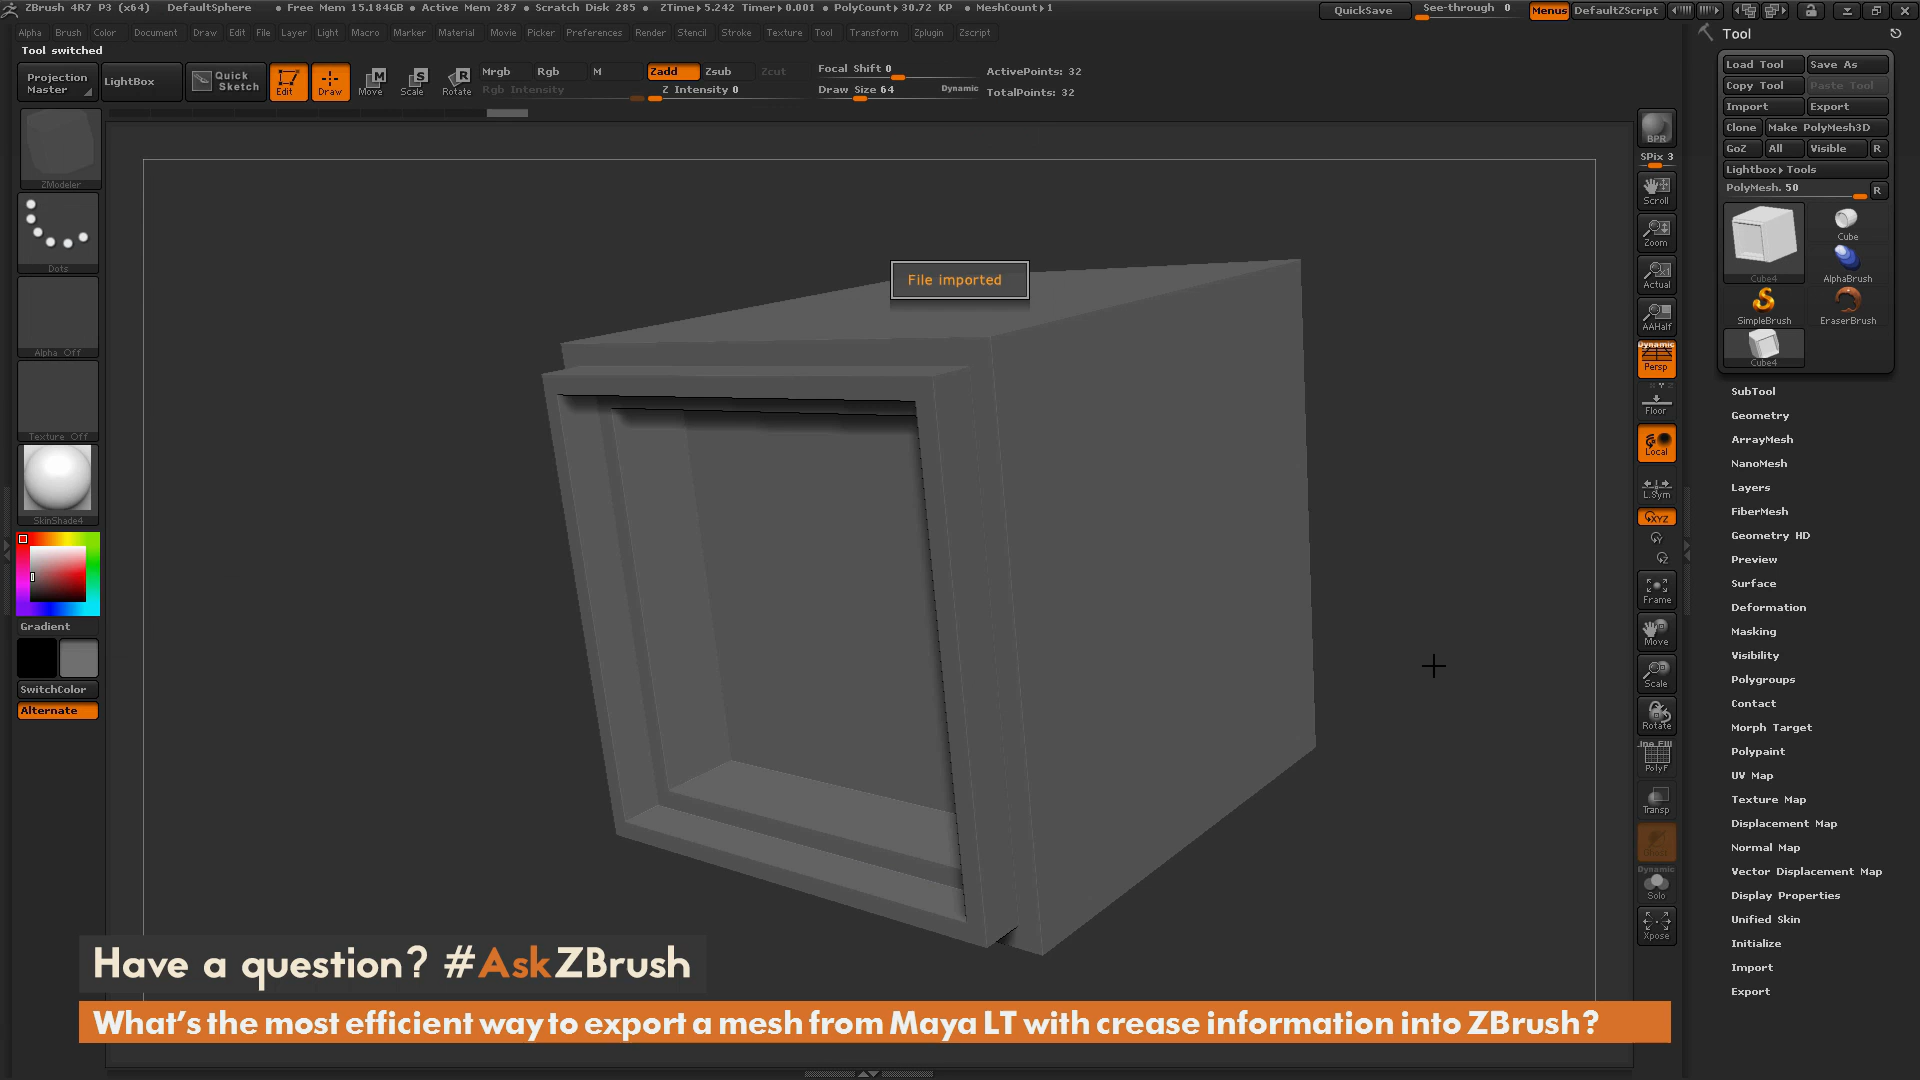 ZBrush 4R7 P3 (x64) DefaultSphere • Free Mem 15.184GB • Active Mem 287 • Scratch Disk 285 • ZTime▸5.242 Timer▸0.001 • PolyCount▸30.72 KP • MeshCount▸1 QuickSave See-through 0 Menus DefaultZScript
Alpha Brush Color Document Draw Edit File Layer Light Macro Marker Material Movie Picker Preferences Render Stencil Stroke Texture Tool Transform Zplugin Zscript
Tool switched
Projection Master
LightBox
Quick Sketch
Edit
Draw
Move
Scale
Rotate
Mrgb Rgb M Zadd Zsub Zcut
Rgb Intensity Z Intensity 0
Focal Shift 0
Draw Size 64 Dynamic
ActivePoints: 32
TotalPoints: 32
ZModeler
Dots
Alpha Off
Texture Off
SkinShade4
Gradient
SwitchColor
Alternate
File imported
BPR
SPix 3
Scroll
Zoom
Actual
AAHalf
Dynamic
Persp
Floor
Local
L.Sym
XYZ
Frame
Move
Scale
Rotate
Line Fill
PolyF
Transp
Ghost
Dynamic
Solo
Xpose
Tool
Load Tool Save As
Copy Tool Paste Tool
Import Export
Clone Make PolyMesh3D
GoZ All Visible R
Lightbox▸Tools
PolyMesh. 50 R
Cube4
Cube
AlphaBrush
SimpleBrush
EraserBrush
Cube4
SubTool
Geometry
ArrayMesh
NanoMesh
Layers
FiberMesh
Geometry HD
Preview
Surface
Deformation
Masking
Visibility
Polygroups
Contact
Morph Target
Polypaint
UV Map
Texture Map
Displacement Map
Normal Map
Vector Displacement Map
Display Properties
Unified Skin
Initialize
Import
Export
Have a question? #AskZBrush
What's the most efficient way to export a mesh from Maya LT with crease information into ZBrush?